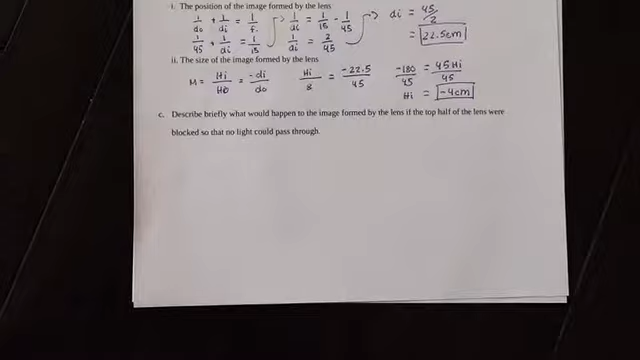 i. The position of the image formed by the lens
1/do + 1/di = 1/f. 1/di = 1/15 - 1/45 di = 45/2
1/45 + 1/di = 1/15 1/di = 2/45 = 22.5cm
ii. The size of the image formed by the lens
M = Hi/Ho = -di/do Hi/8 = -22.5/45 -180/45 = 45Hi/45
Hi = -4cm
c. Describe briefly what would happen to the image formed by the lens if the top half of the lens were
blocked so that no light could pass through.